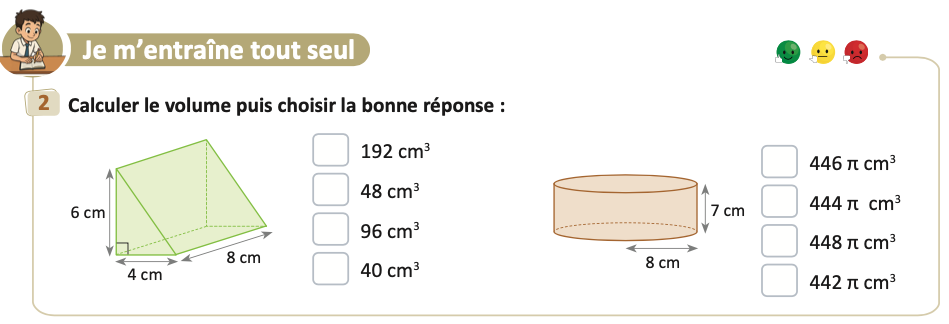 Je m’entraîne tout seul
2 Calculer le volume puis choisir la bonne réponse :
6 cm
4 cm
8 cm
192 cm³
48 cm³
96 cm³
40 cm³
7 cm
8 cm
446 π cm³
444 π cm³
448 π cm³
442 π cm³